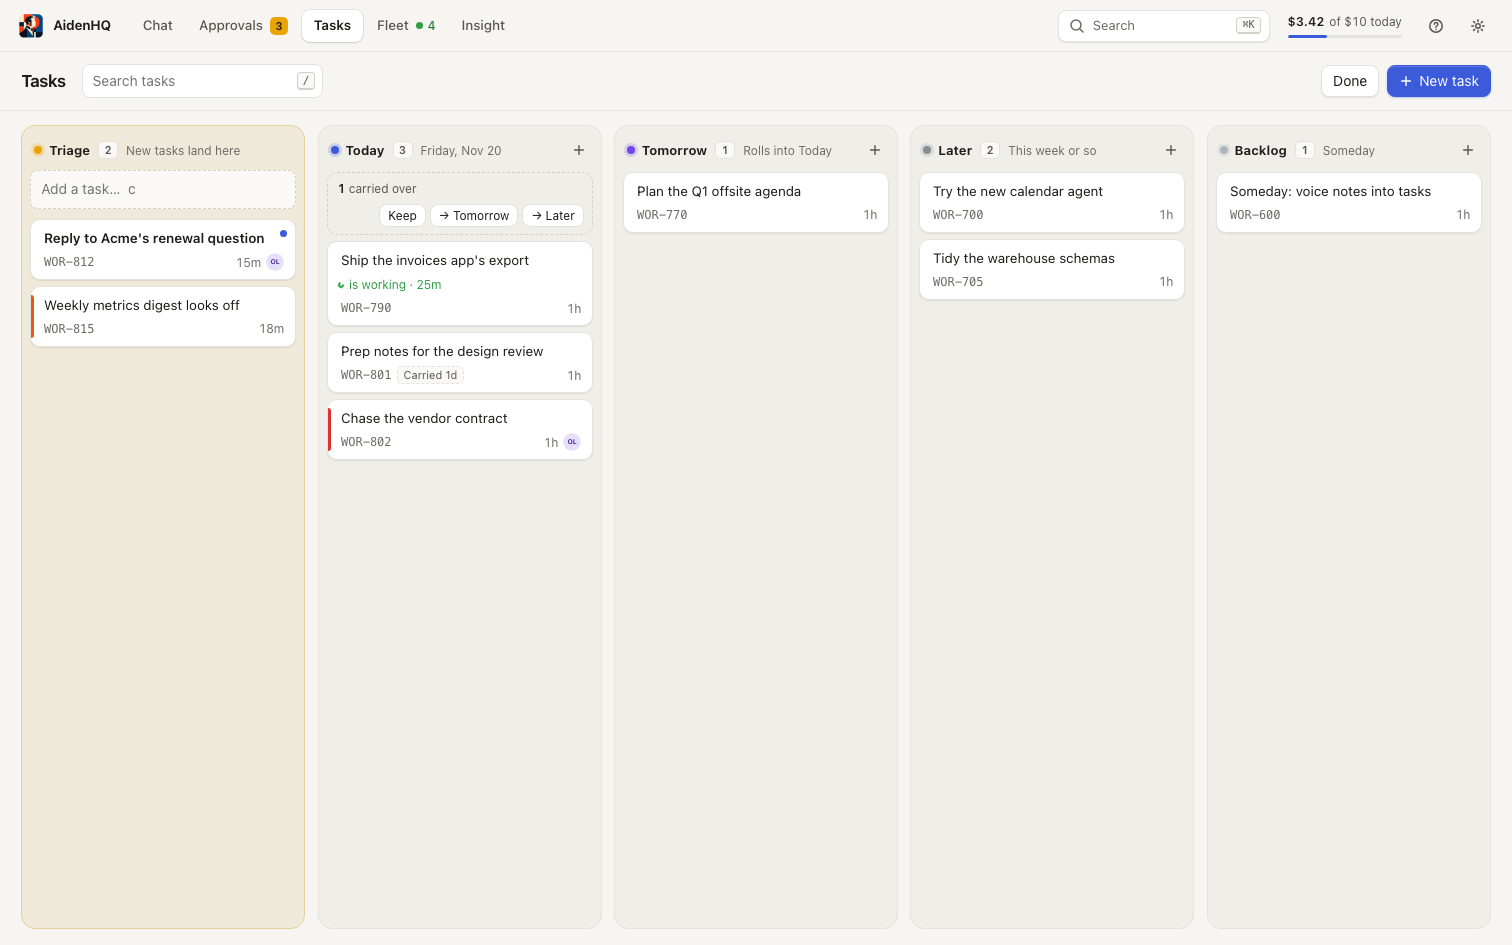 AidenHQ Chat Approvals 3 Tasks Fleet 4 Insight Search ⌘K $3.42 of $10 today
Tasks Search tasks / Done + New task
Triage 2 New tasks land here
Add a task... c
Reply to Acme's renewal question
WOR-812 15m OL
Weekly metrics digest looks off
WOR-815 18m
Today 3 Friday, Nov 20 +
1 carried over
Keep → Tomorrow → Later
Ship the invoices app's export
is working · 25m
WOR-790 1h
Prep notes for the design review
WOR-801 Carried 1d 1h
Chase the vendor contract
WOR-802 1h OL
Tomorrow 1 Rolls into Today +
Plan the Q1 offsite agenda
WOR-770 1h
Later 2 This week or so +
Try the new calendar agent
WOR-700 1h
Tidy the warehouse schemas
WOR-705 1h
Backlog 1 Someday +
Someday: voice notes into tasks
WOR-600 1h